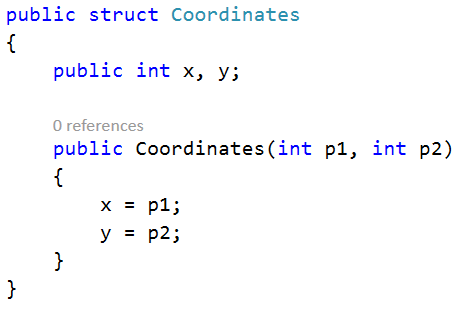 public struct Coordinates
{
    public int x, y;
    0 references
    public Coordinates(int p1, int p2)
    {
        x = p1;
        y = p2;
    }
}